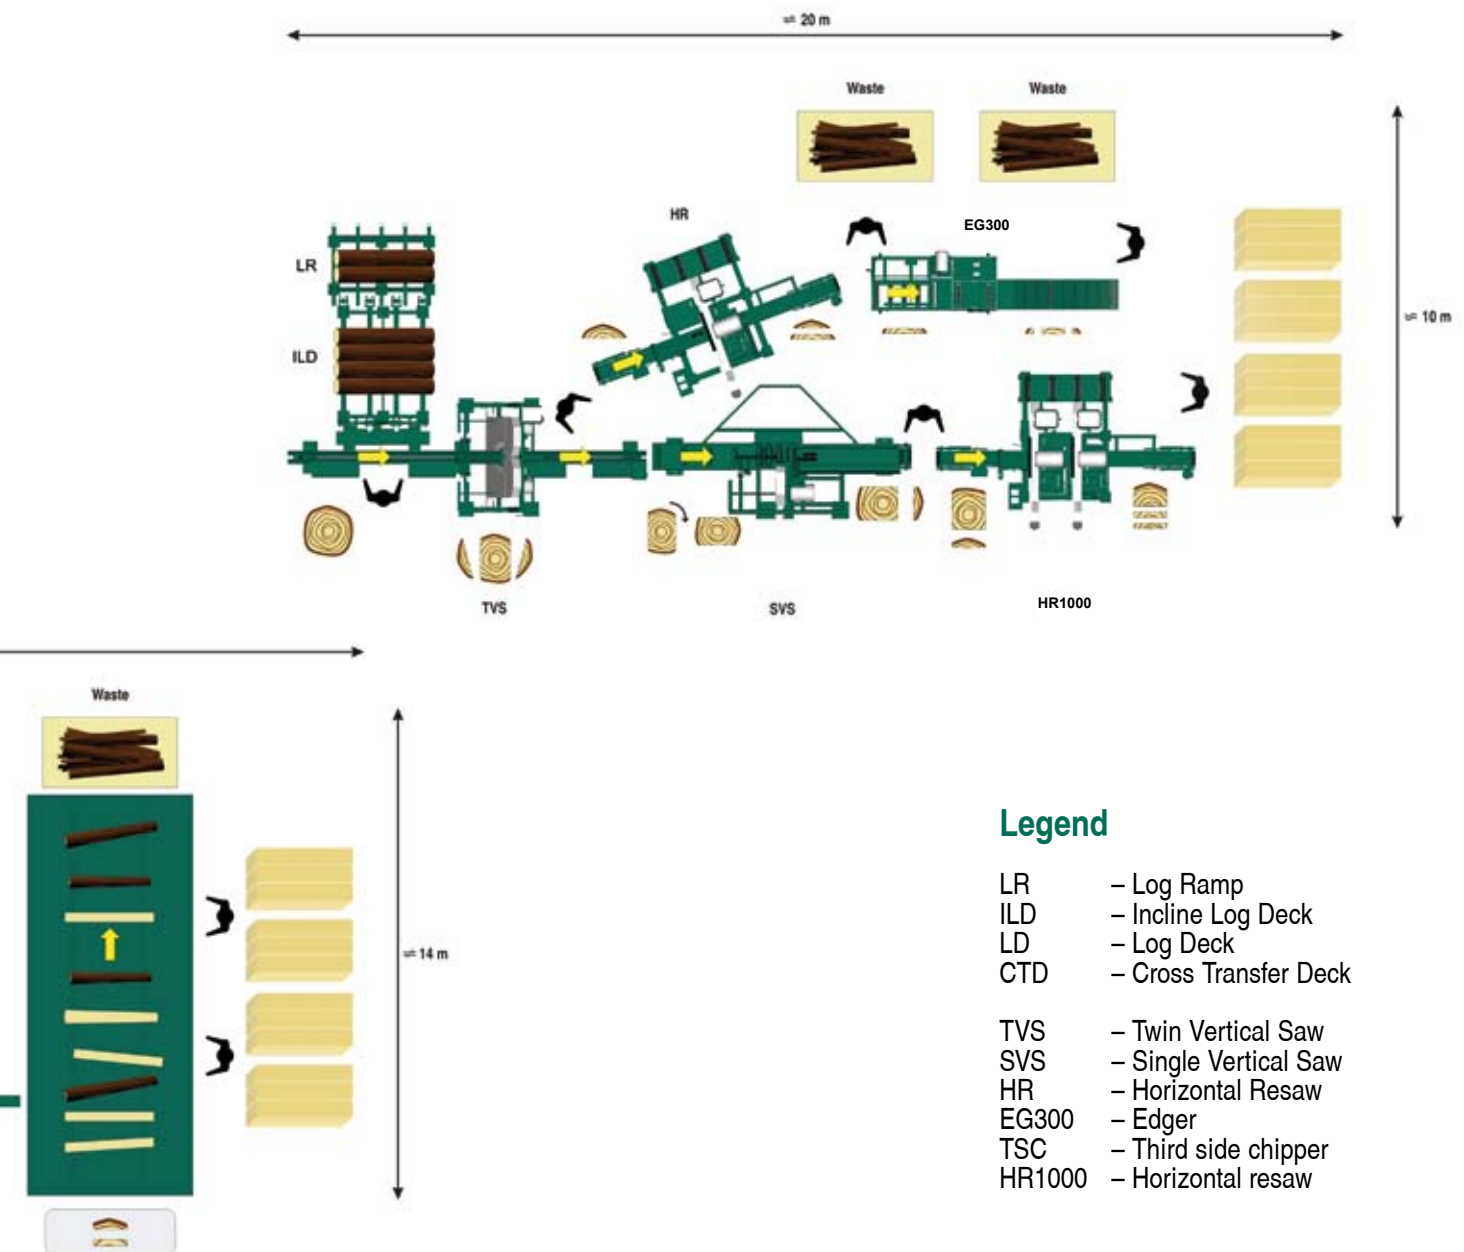 ≓ 20 m
Waste
Waste
HR
EG300
LR
ILD
≓ 10 m
TVS
SVS
HR1000
Waste
≓ 14 m
Legend
LR – Log Ramp
ILD – Incline Log Deck
LD – Log Deck
CTD – Cross Transfer Deck
TVS – Twin Vertical Saw
SVS – Single Vertical Saw
HR – Horizontal Resaw
EG300 – Edger
TSC – Third side chipper
HR1000 – Horizontal resaw